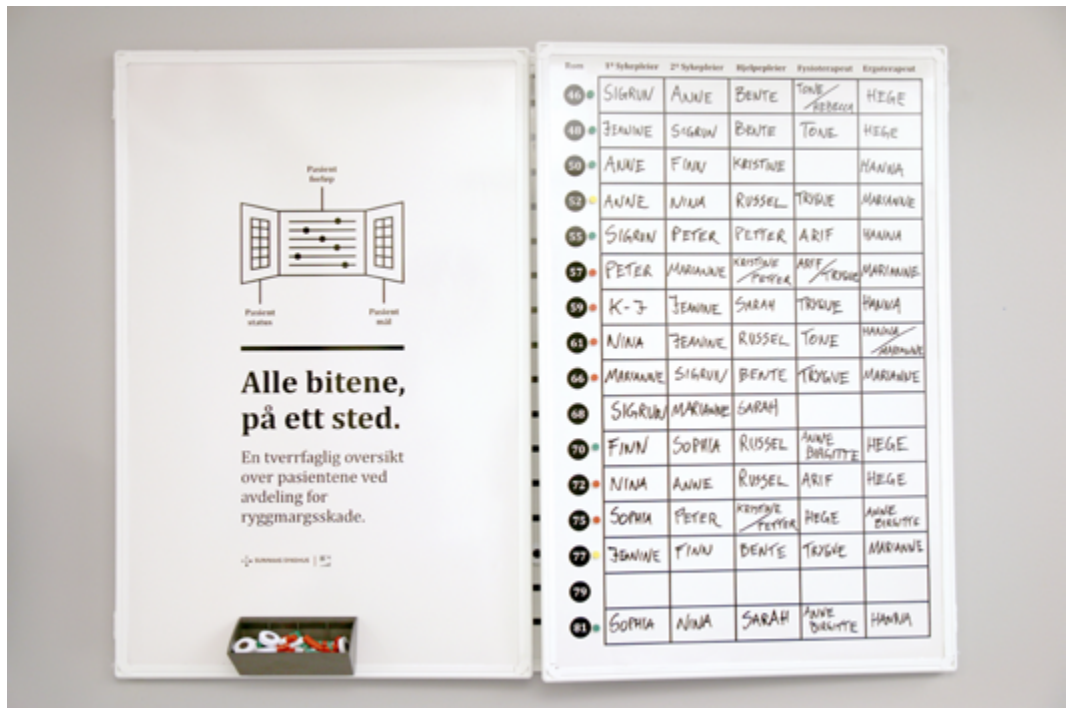 Pasient
forløp
Pasient
status
Pasient
mål
Alle bitene,
på ett sted.
En tverrfaglig oversikt
over pasientene ved
avdeling for
ryggmargsskade.
SUNNAAS SYKEHUS
Rom 1ª Sykepleier 2ª Sykepleier Hjelpepleier Fysioterapeut Ergoterapeut
46 SIGRUN ANNE BENTE TONE / REBECCA HEGE
48 JEANINE SIGRUN BENTE TONE HEGE
50 ANNE FINN KRISTINE HANNA
52 ANNE NINA RUSSEL TRYGVE MARIANNE
55 SIGRUN PETER PETTER ARIF HANNA
57 PETER MARIANNE KRISTINE / PETTER ARIF / TRYGVE MARIANNE
59 K-J JEANINE SARAH TRYGVE HANNA
61 NINA JEANINE RUSSEL TONE HANNA / MARIANNE
66 MARIANNE SIGRUN BENTE TRYGVE MARIANNE
68 SIGRUN MARIANNE SARAH
70 FINN SOPHIA RUSSEL ANNE BIRGITTE HEGE
72 NINA ANNE RUSSEL ARIF HEGE
75 SOPHIA PETER KRISTINE / PETTER HEGE ANNE BIRGITTE
77 JEANINE FINN BENTE TRYGVE MARIANNE
79
81 SOPHIA NINA SARAH ANNE BIRGITTE HANNA